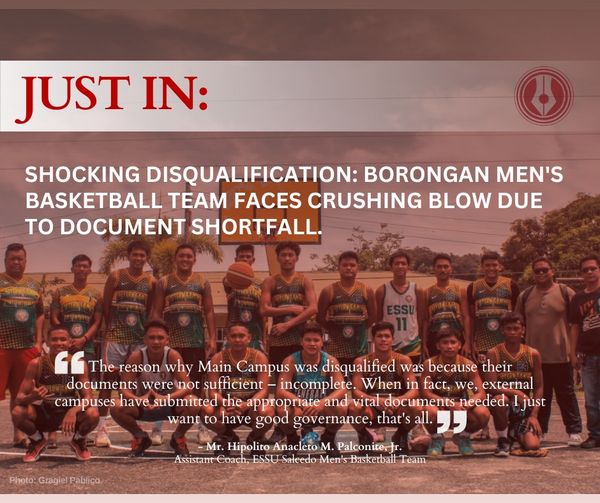 JUST IN:
SHOCKING DISQUALIFICATION: BORONGAN MEN'S
BASKETBALL TEAM FACES CRUSHING BLOW DUE
TO DOCUMENT SHORTFALL.
ESSU
11
“The reason why Main Campus was disqualified was because their
documents were not sufficient – incomplete. When in fact, we, external
campuses have submitted the appropriate and vital documents needed. I just
want to have good governance, that's all.”
- Mr. Hipolito Anacleto M. Palconite, Jr.
Assistant Coach, ESSU Salcedo Men's Basketball Team
Photo: Gragiel Pablico